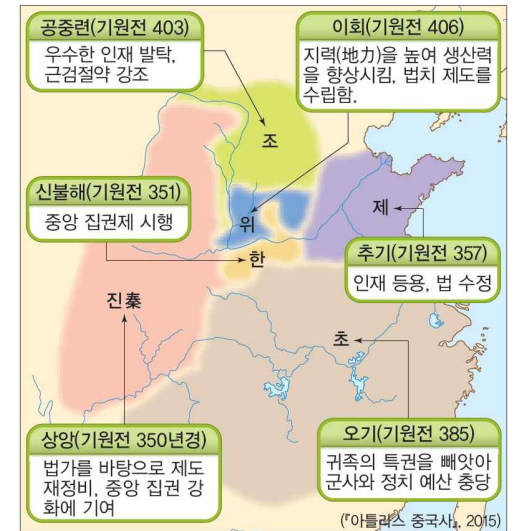 공중련(기원전 403)
우수한 인재 발탁,
근검절약 강조
이회(기원전 406)
지력(地力)을 높여 생산력
을 향상시킴, 법치 제도를
수립함.
조
신불해(기원전 351)
중앙 집권제 시행
위
제
한
추기(기원전 357)
인재 등용, 법 수정
진秦
초
상앙(기원전 350년경)
법가를 바탕으로 제도
재정비, 중앙 집권 강
화에 기여
오기(기원전 385)
귀족의 특권을 빼앗아
군사와 정치 예산 충당
(『아틀라스 중국사』, 2015)